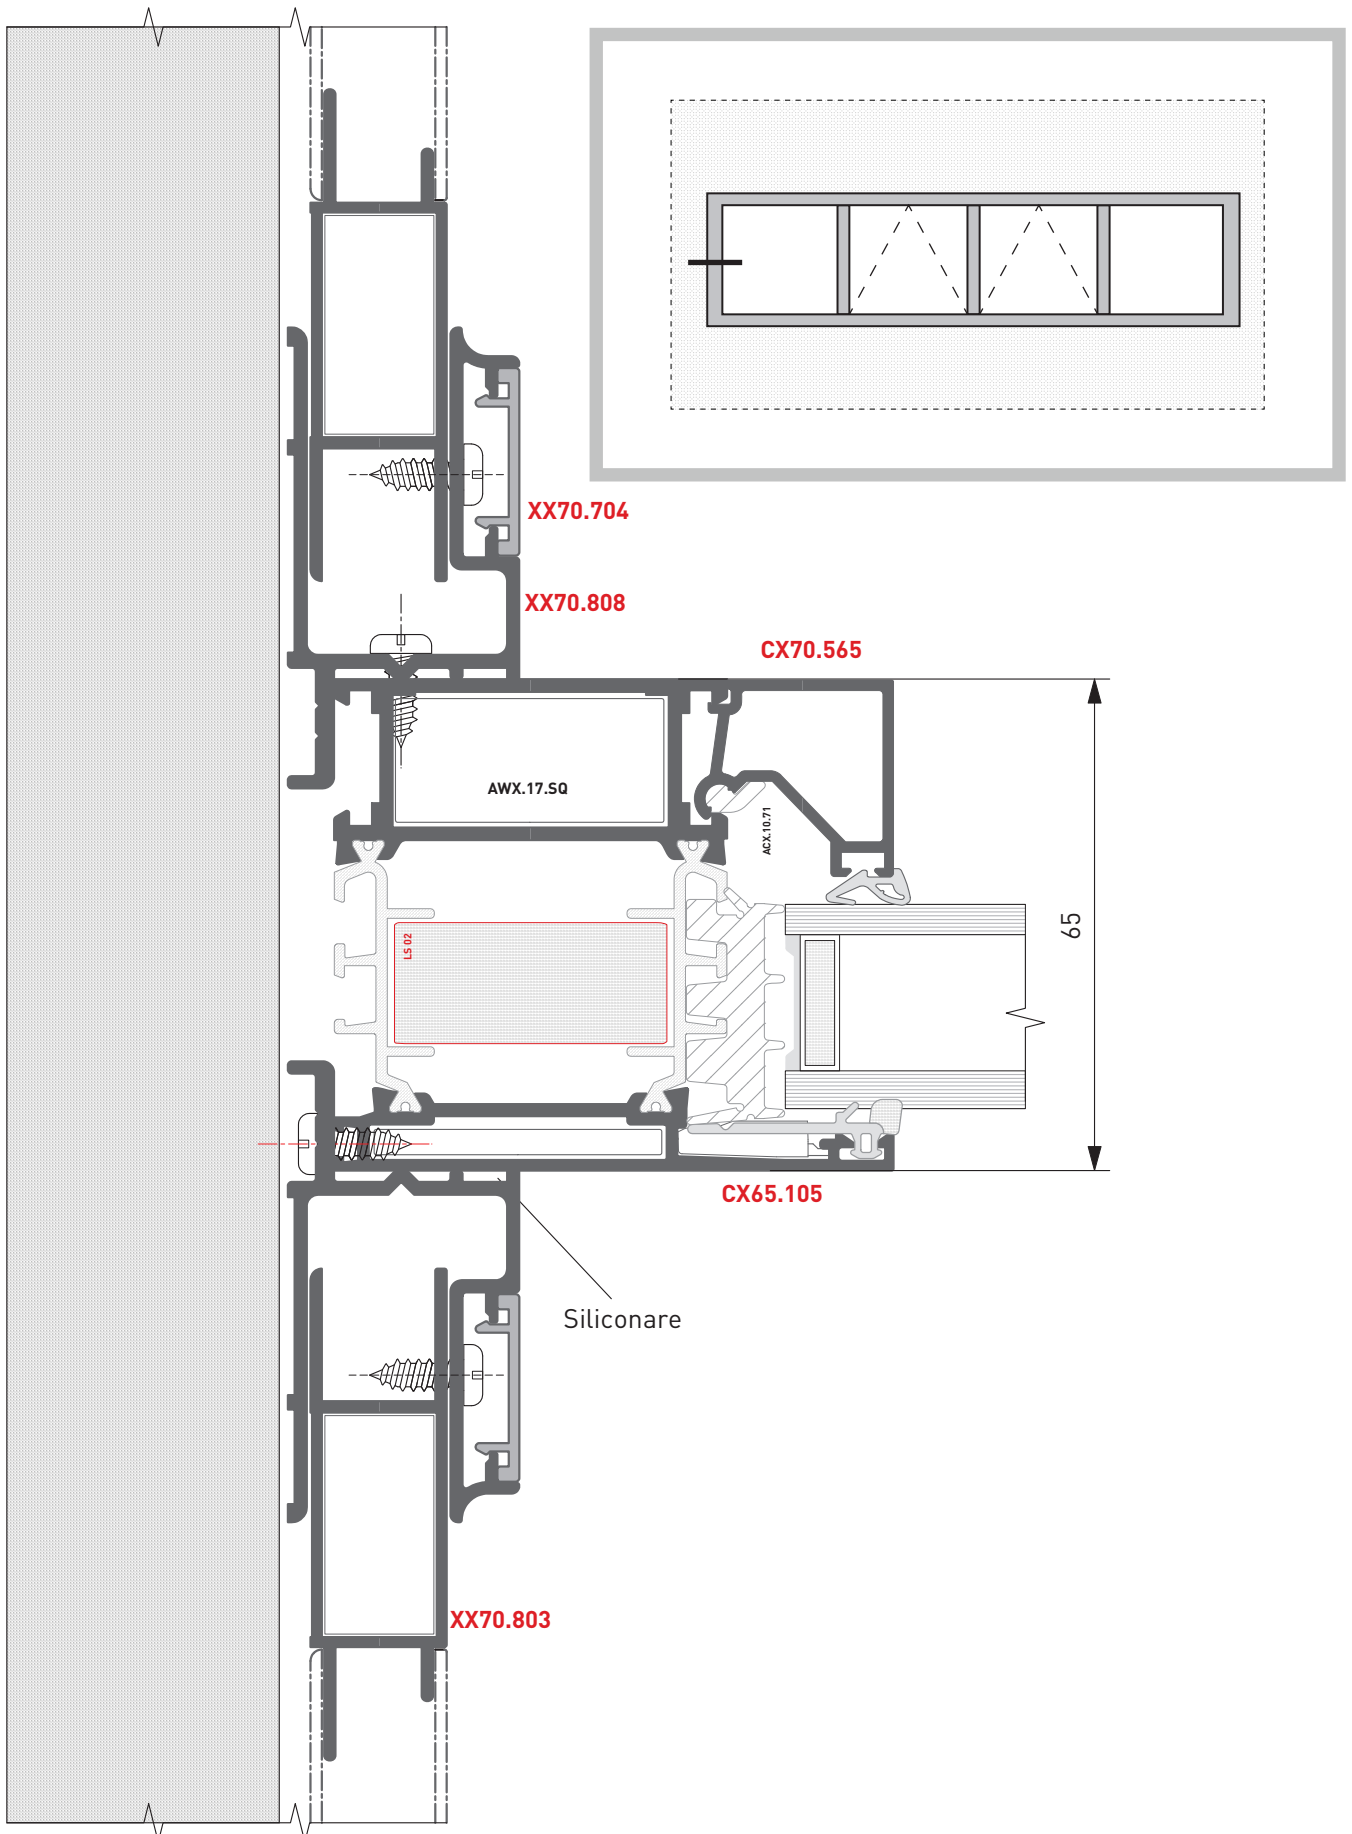 XX70.704
XX70.808
CX70.565
AWX.17.SQ
ACX.10.71
LS 02
65
CX65.105
Siliconare
XX70.803